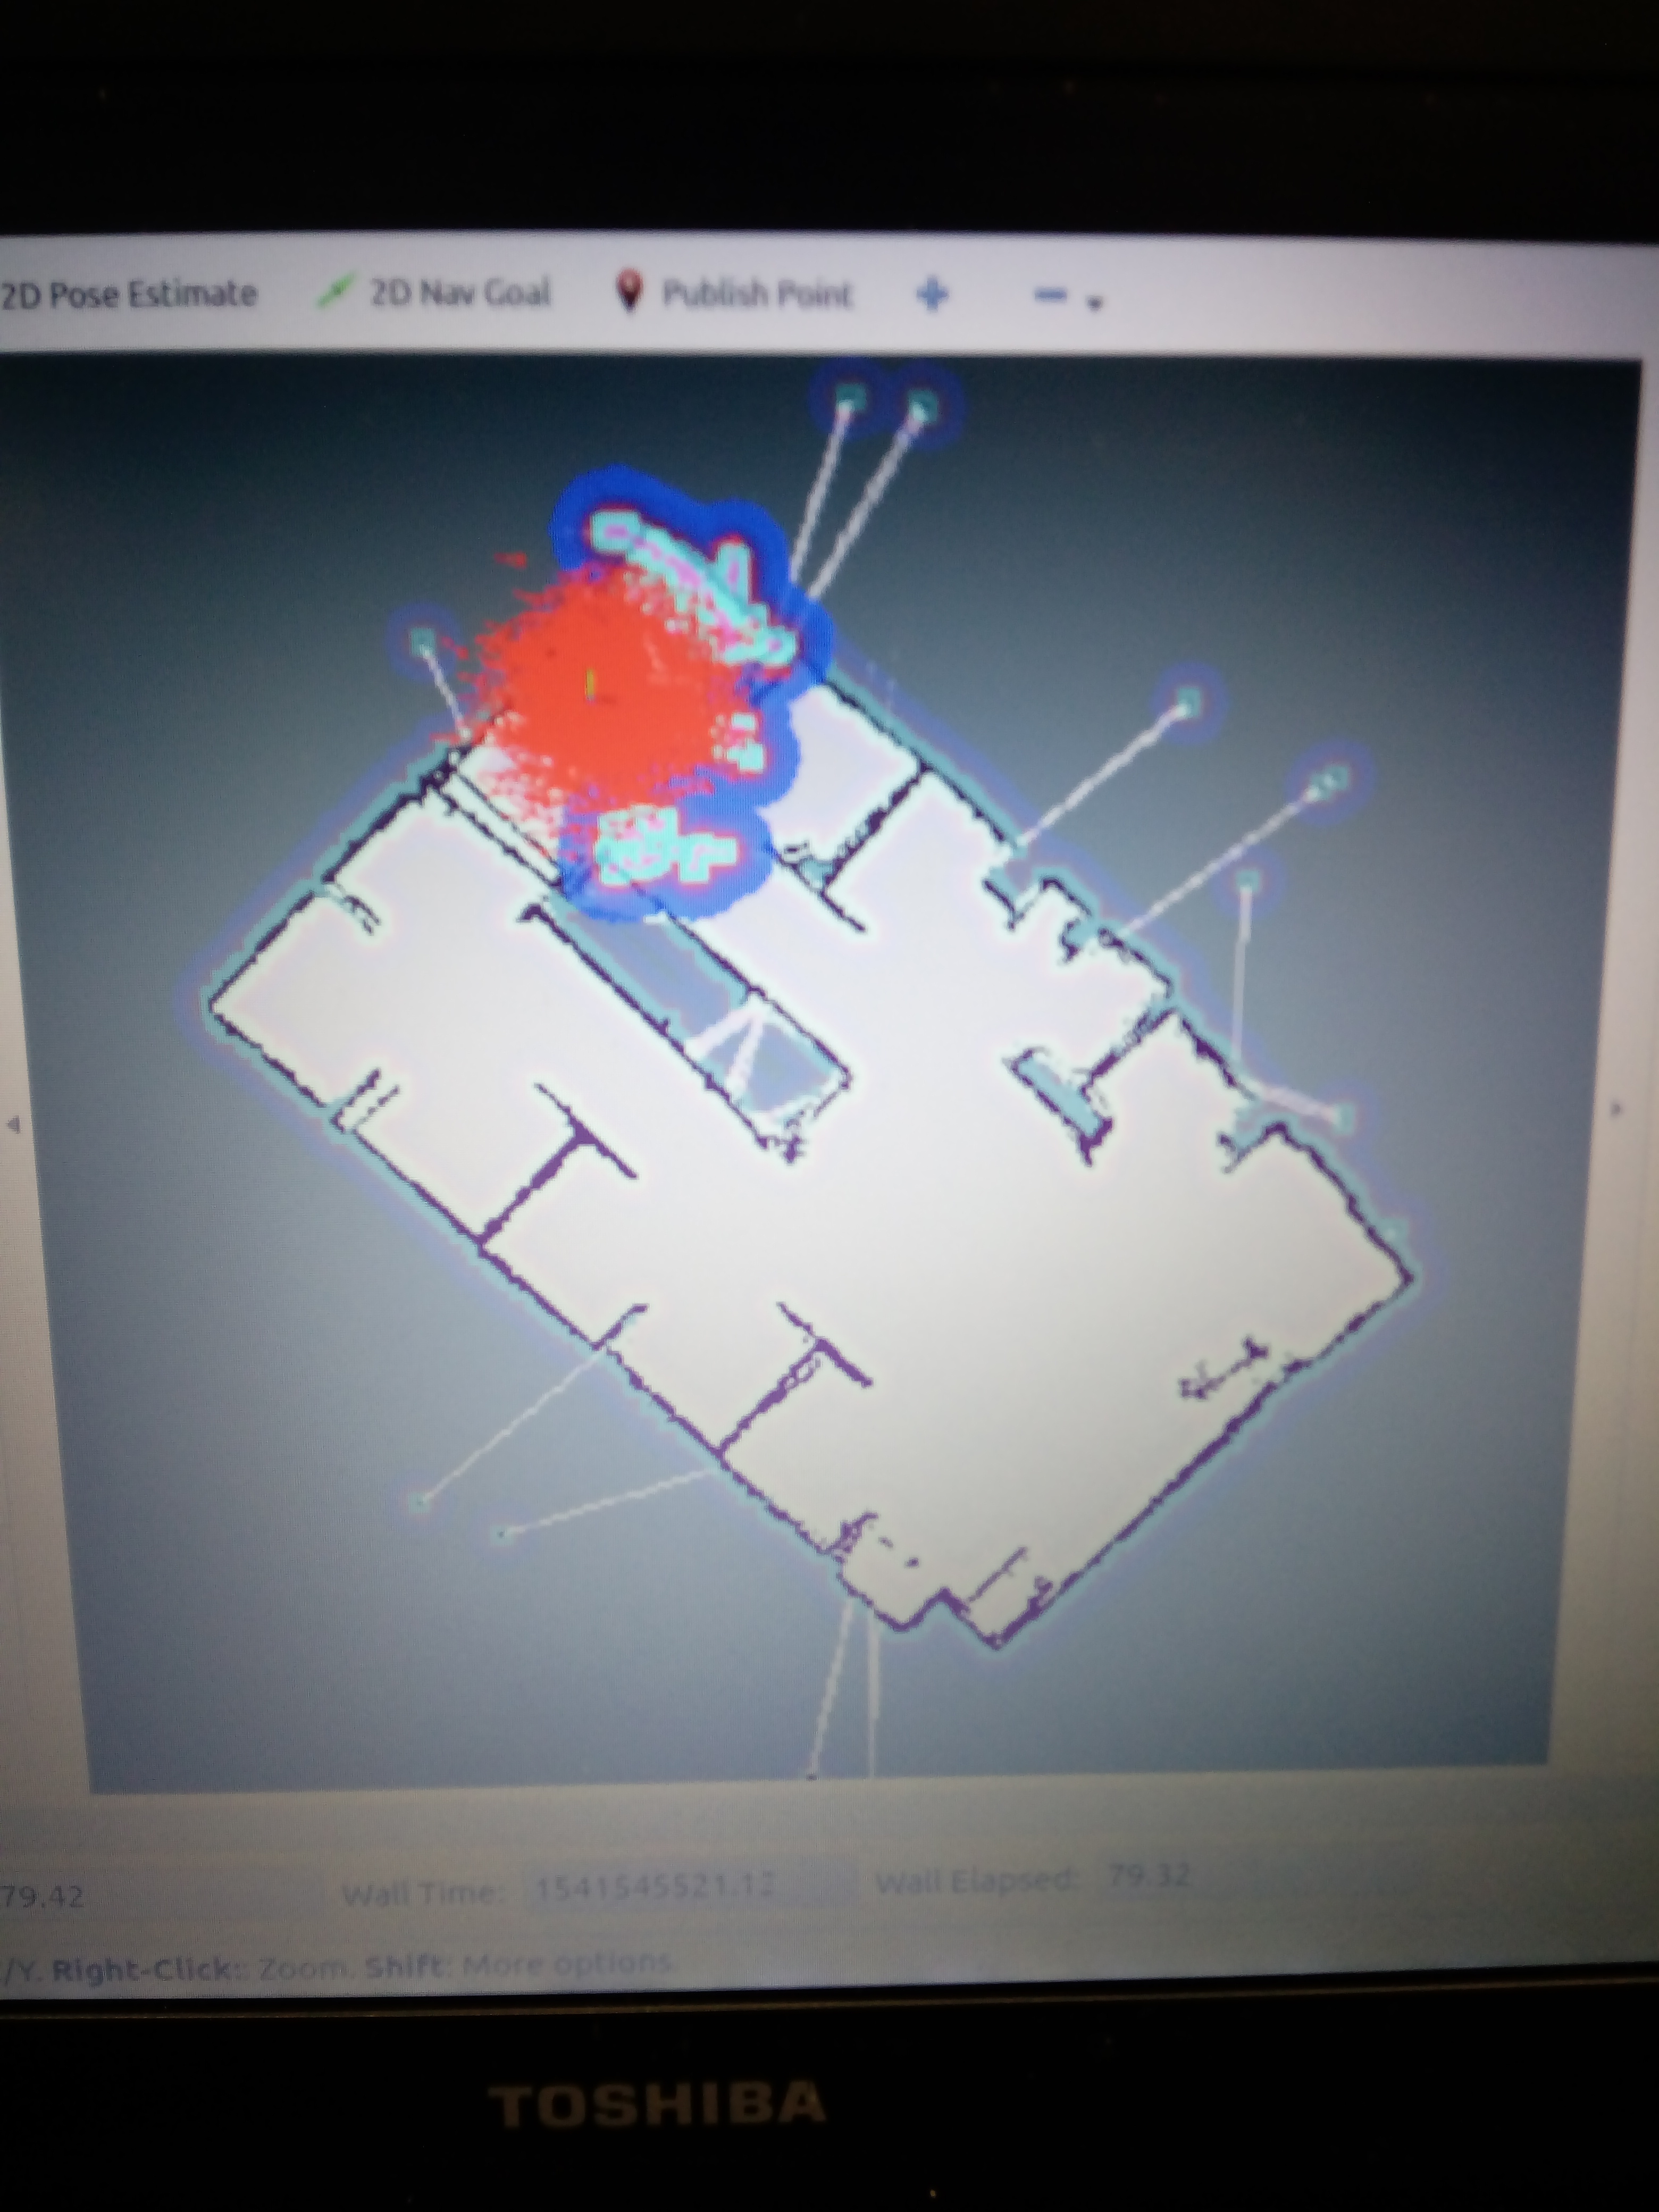 2D Pose Estimate 2D Nav Goal Publish Point
79.42 Wall Time: 1541545521.13 Wall Elapsed: 79.32
/Y. Right-Click: Zoom. Shift: More options.
TOSHIBA